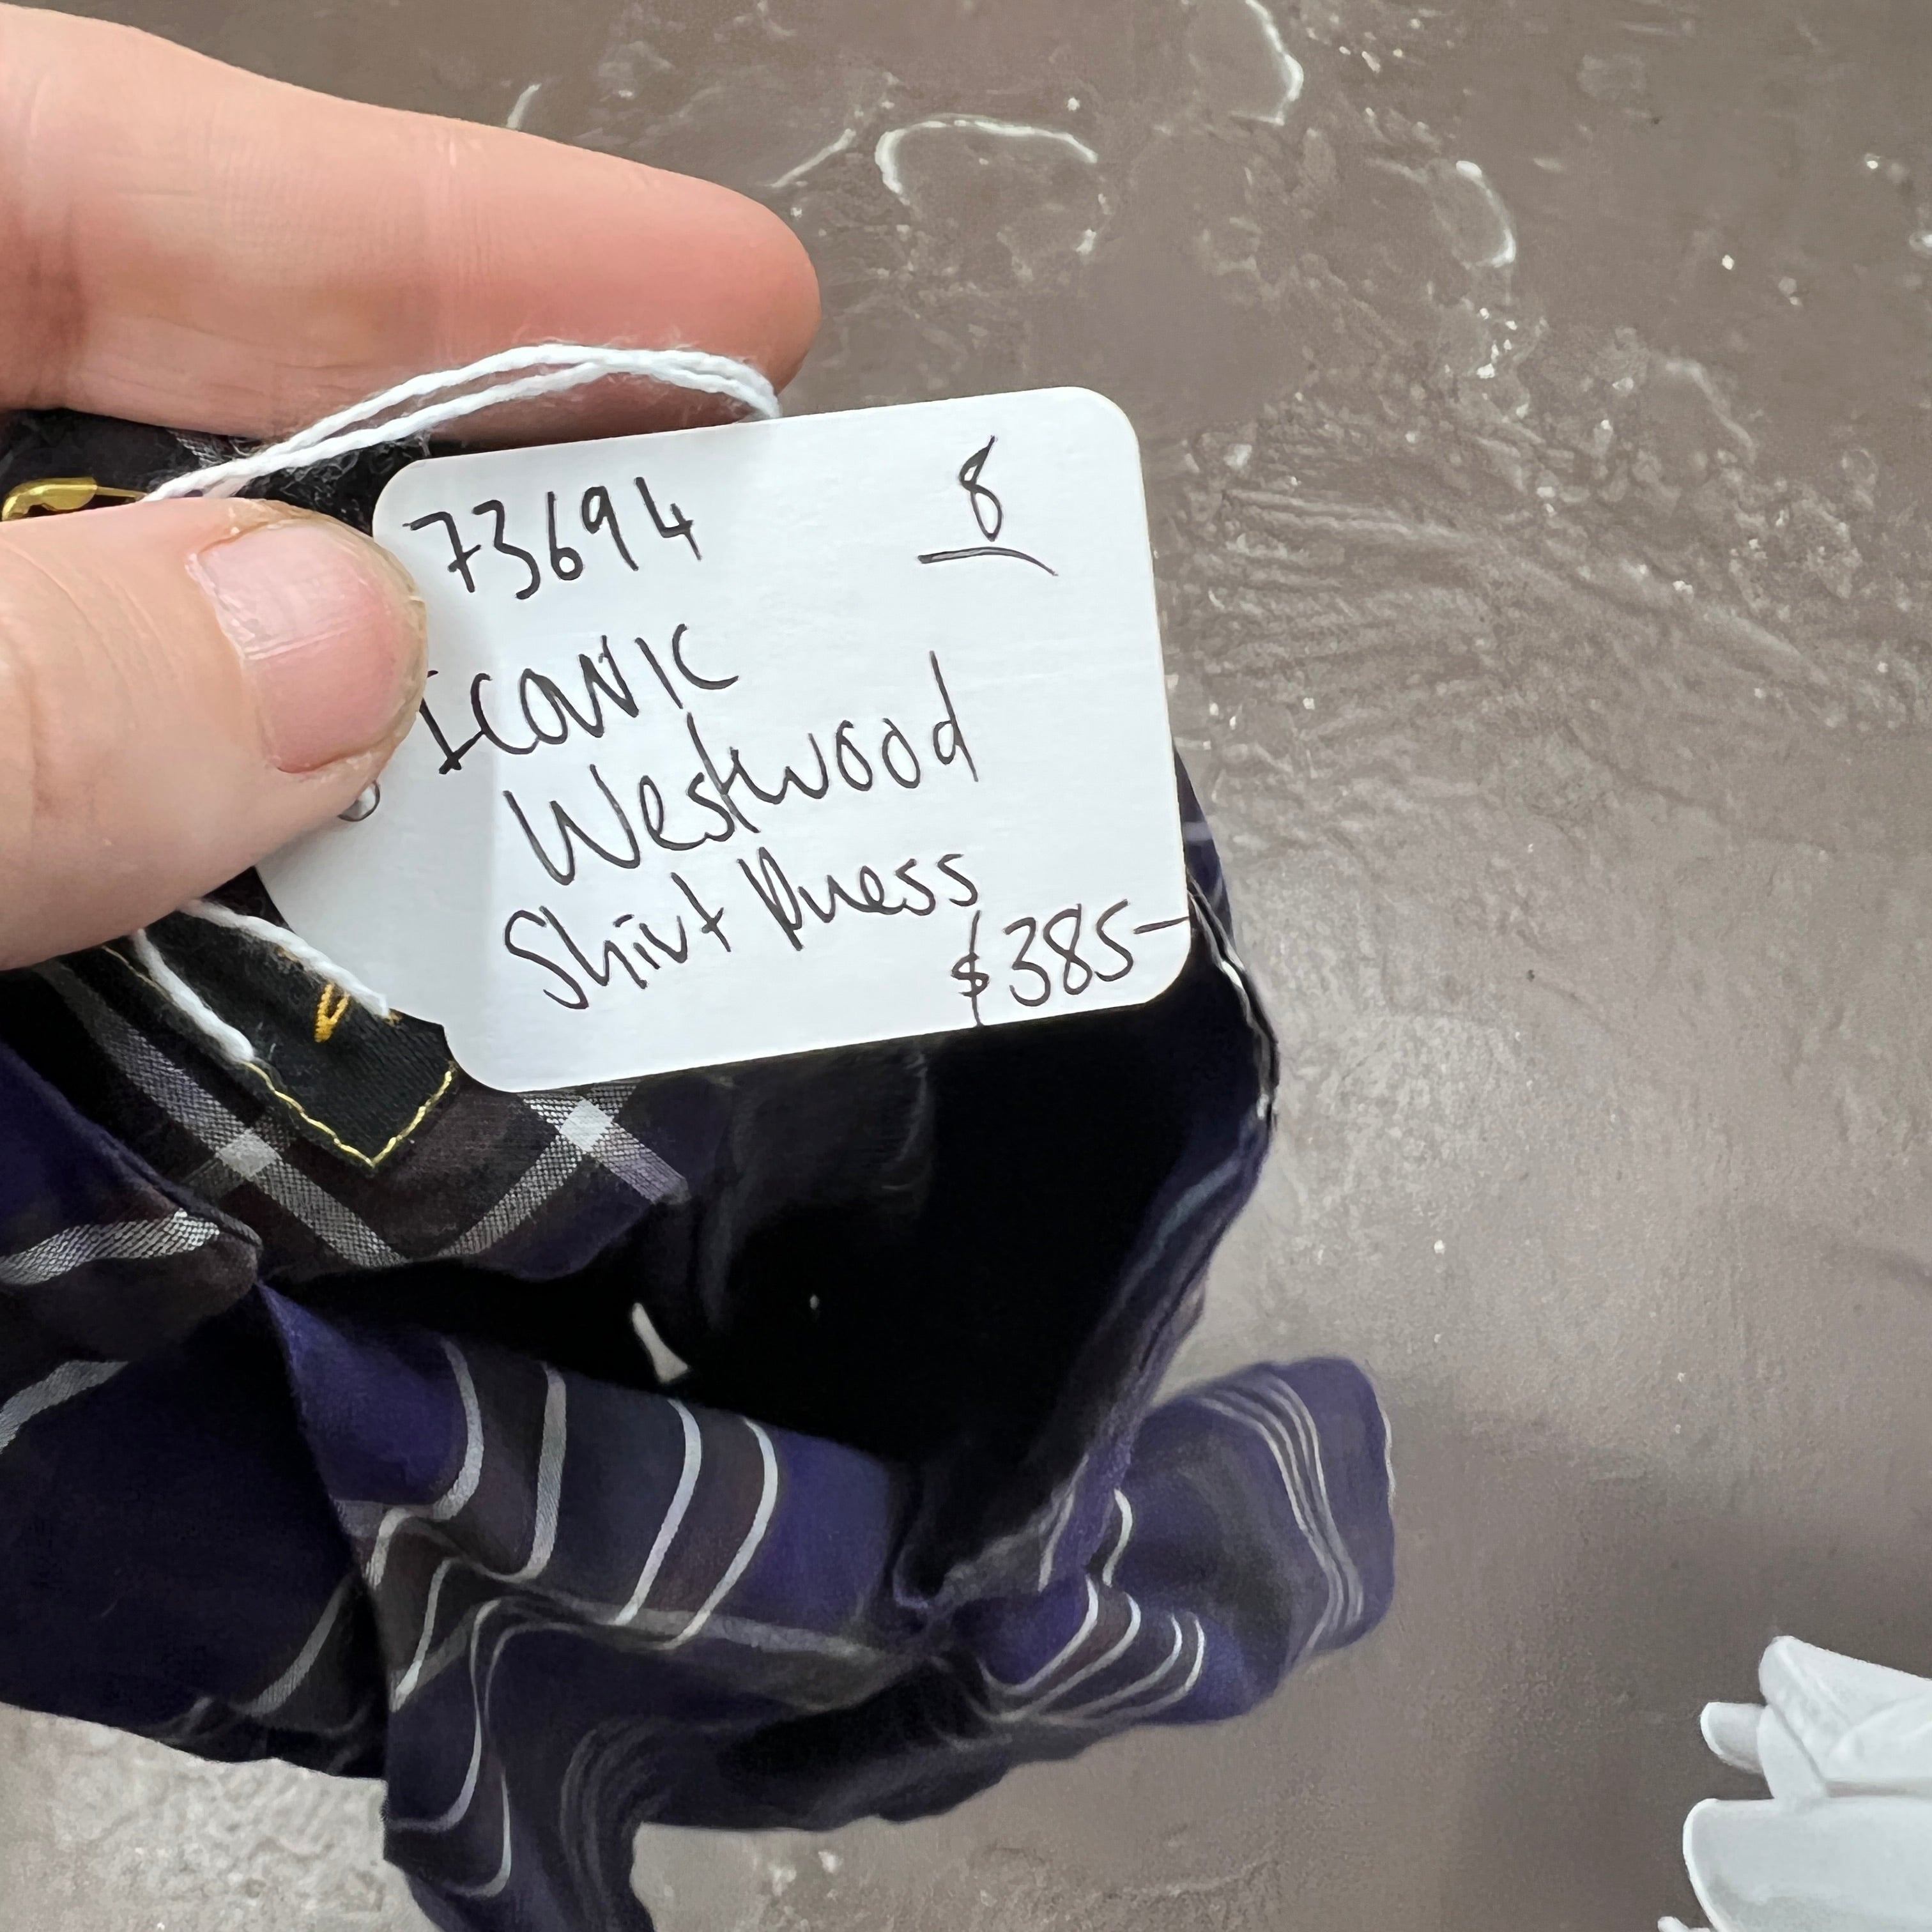 73694 8
ICONIC
Westwood
Shirt Dress
$385-